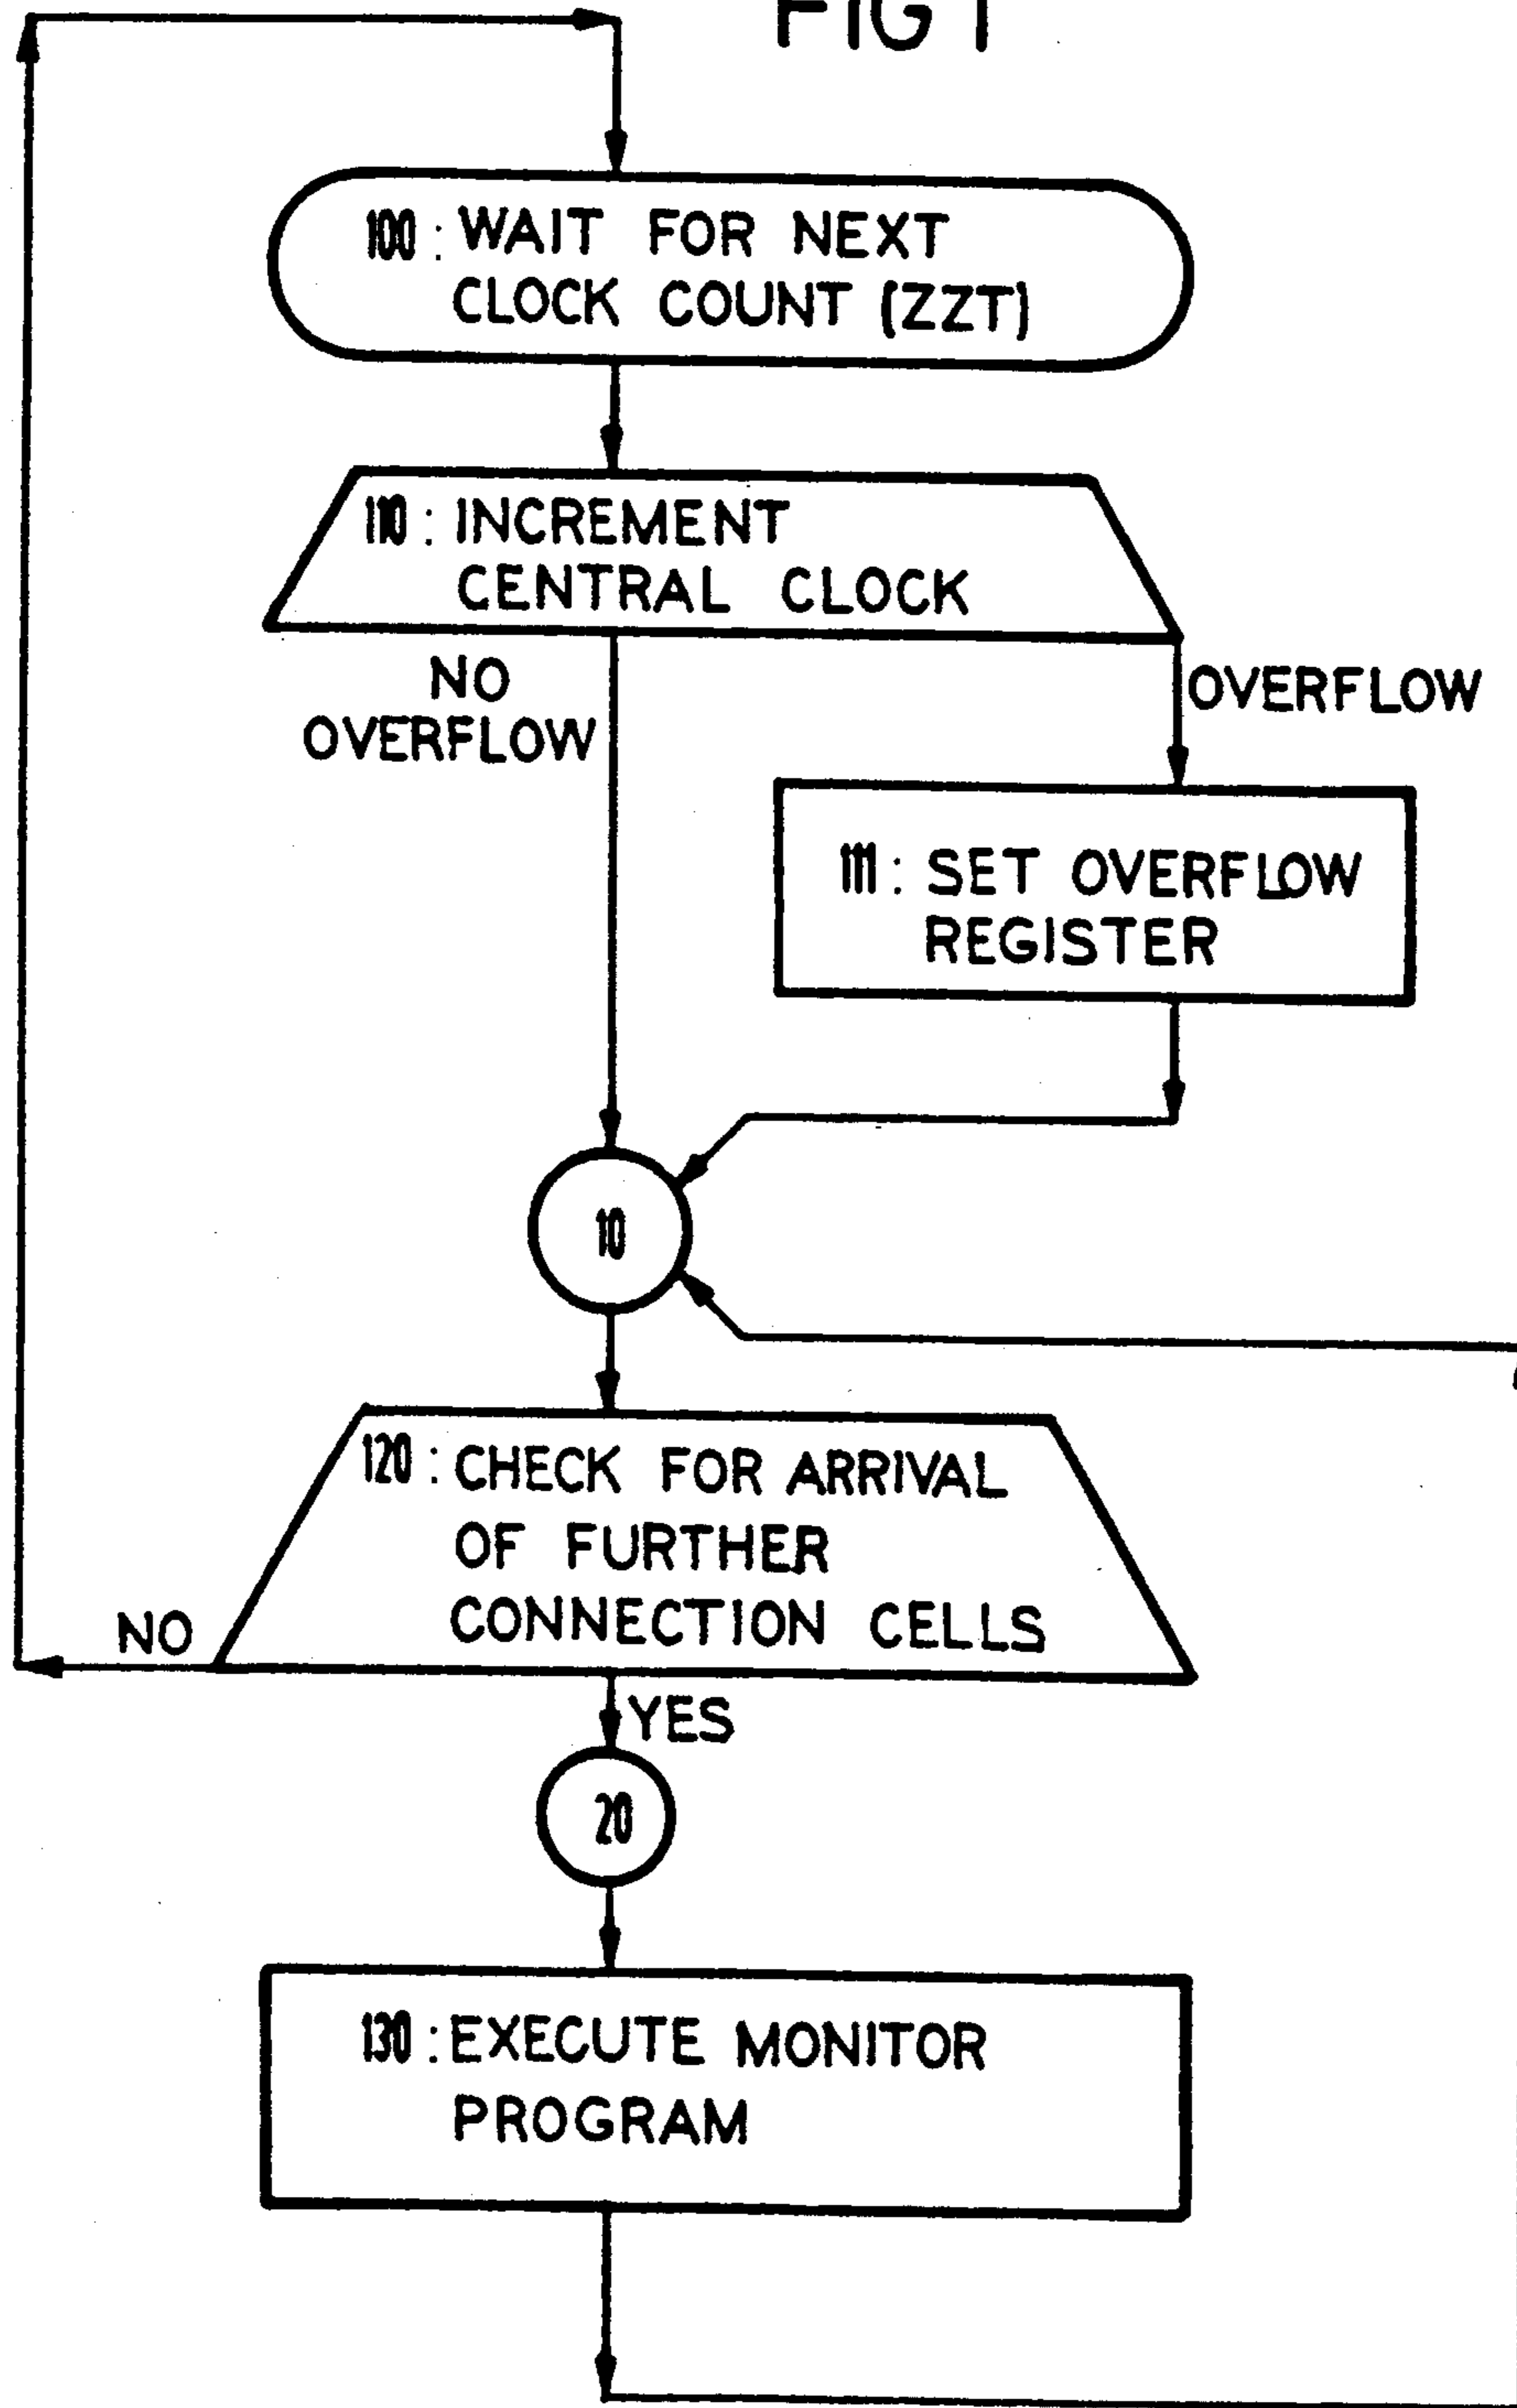 FIG 1
100: WAIT FOR NEXT
CLOCK COUNT (ZZT)
110: INCREMENT
CENTRAL CLOCK
NO
OVERFLOW
OVERFLOW
111: SET OVERFLOW
REGISTER
10
120: CHECK FOR ARRIVAL
OF FURTHER
CONNECTION CELLS
NO
YES
20
130: EXECUTE MONITOR
PROGRAM